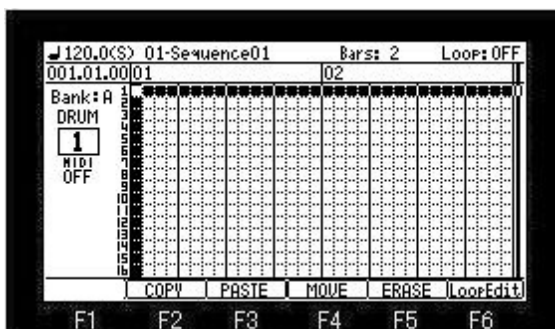 ♩120.0(S) 01-Sequence01 Bars: 2 Loop:OFF
001.01.00 01 02
Bank:A
DRUM
1
MIDI
OFF
1
2
3
4
5
6
7
8
9
10
11
12
13
14
15
16
COPY PASTE MOVE ERASE LoopEdit
F1 F2 F3 F4 F5 F6